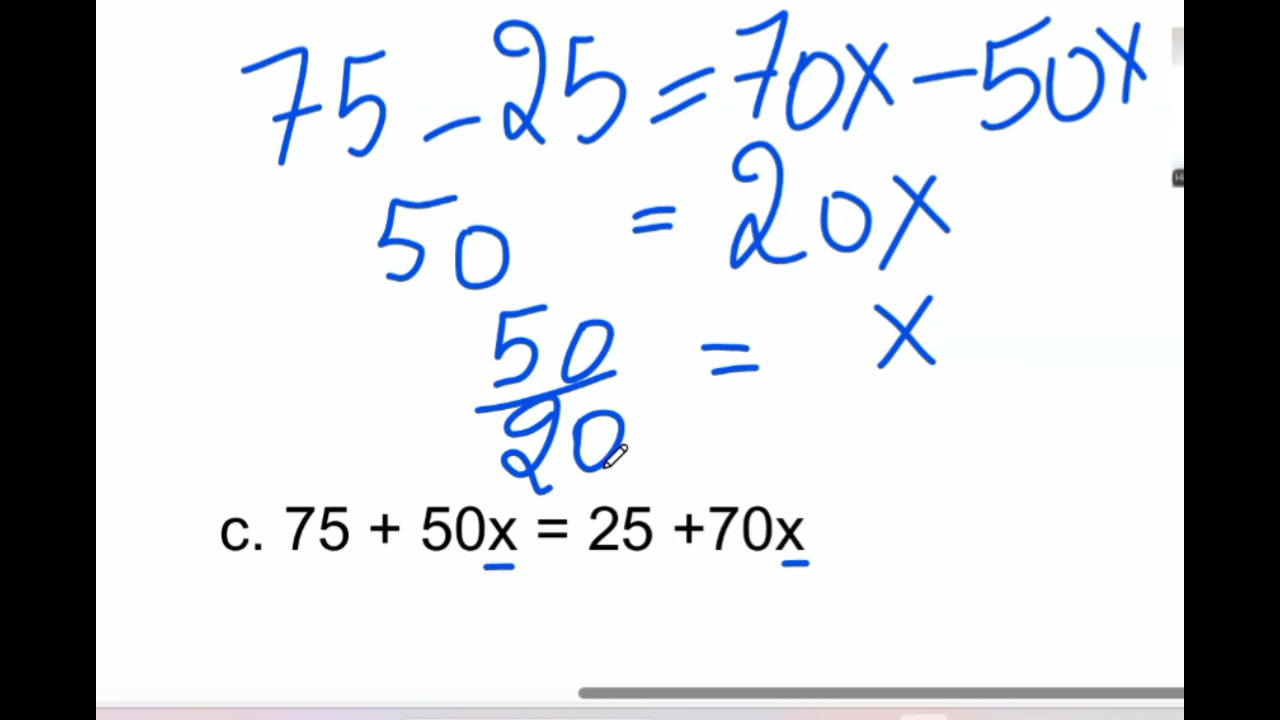 75 - 25 = 70x - 50x
50 = 20x
50/20 = x
c. 75 + 50x = 25 +70x